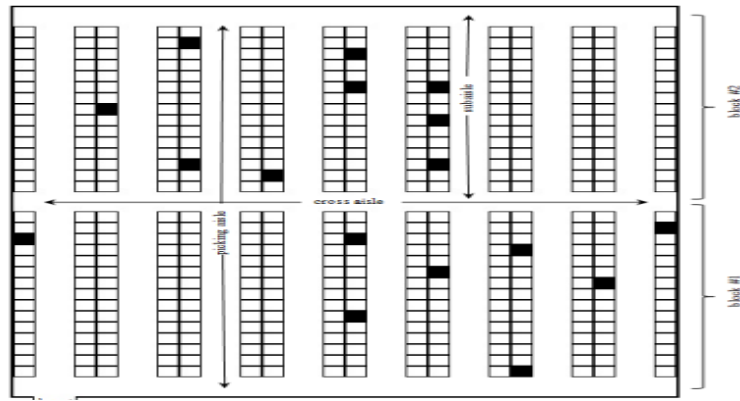 subaisle
block #2
cross aisle
picking aisle
block #1